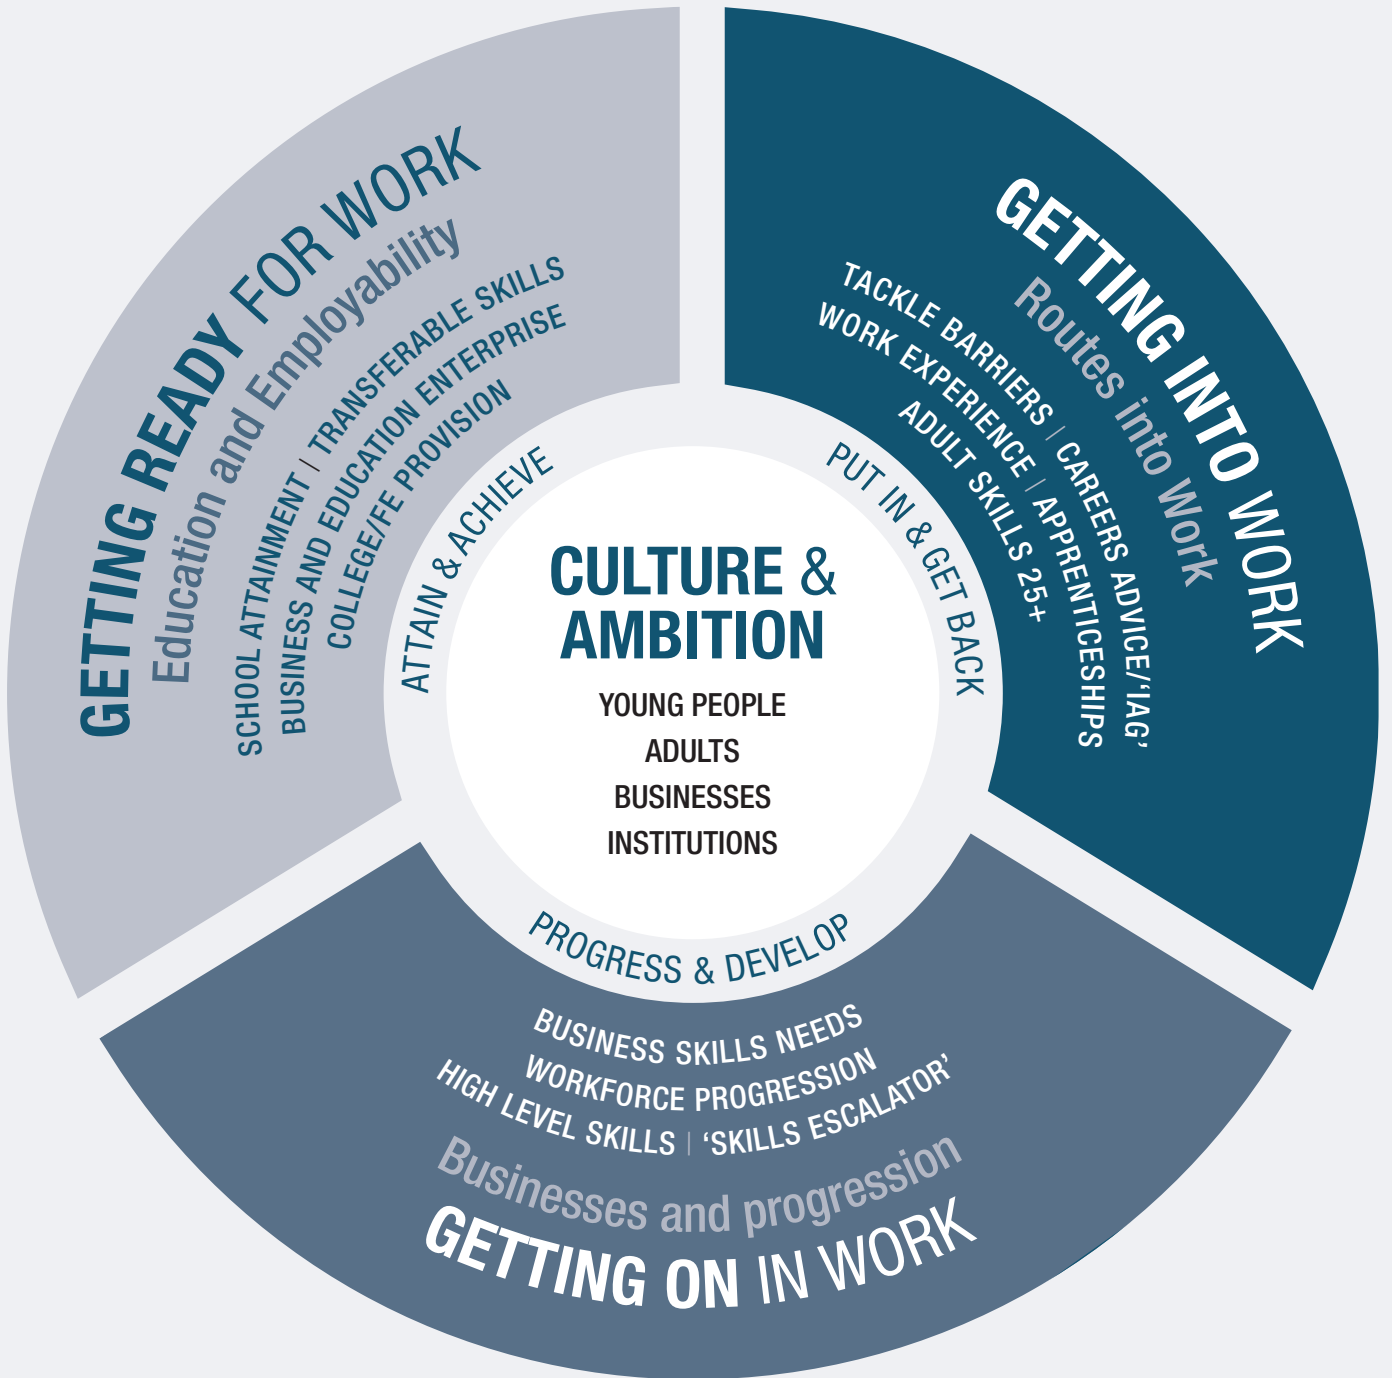 GETTING READY FOR WORK
Education and Employability
SCHOOL ATTAINMENT | TRANSFERABLE SKILLS
BUSINESS AND EDUCATION ENTERPRISE
COLLEGE/FE PROVISION
ATTAIN & ACHIEVE
GETTING INTO WORK
Routes into Work
TACKLE BARRIERS | CAREERS ADVICE/‘IAG’
WORK EXPERIENCE | APPRENTICESHIPS
ADULT SKILLS 25+
PUT IN & GET BACK
CULTURE &
AMBITION
YOUNG PEOPLE
ADULTS
BUSINESSES
INSTITUTIONS
PROGRESS & DEVELOP
BUSINESS SKILLS NEEDS
WORKFORCE PROGRESSION
HIGH LEVEL SKILLS | ‘SKILLS ESCALATOR’
Businesses and progression
GETTING ON IN WORK